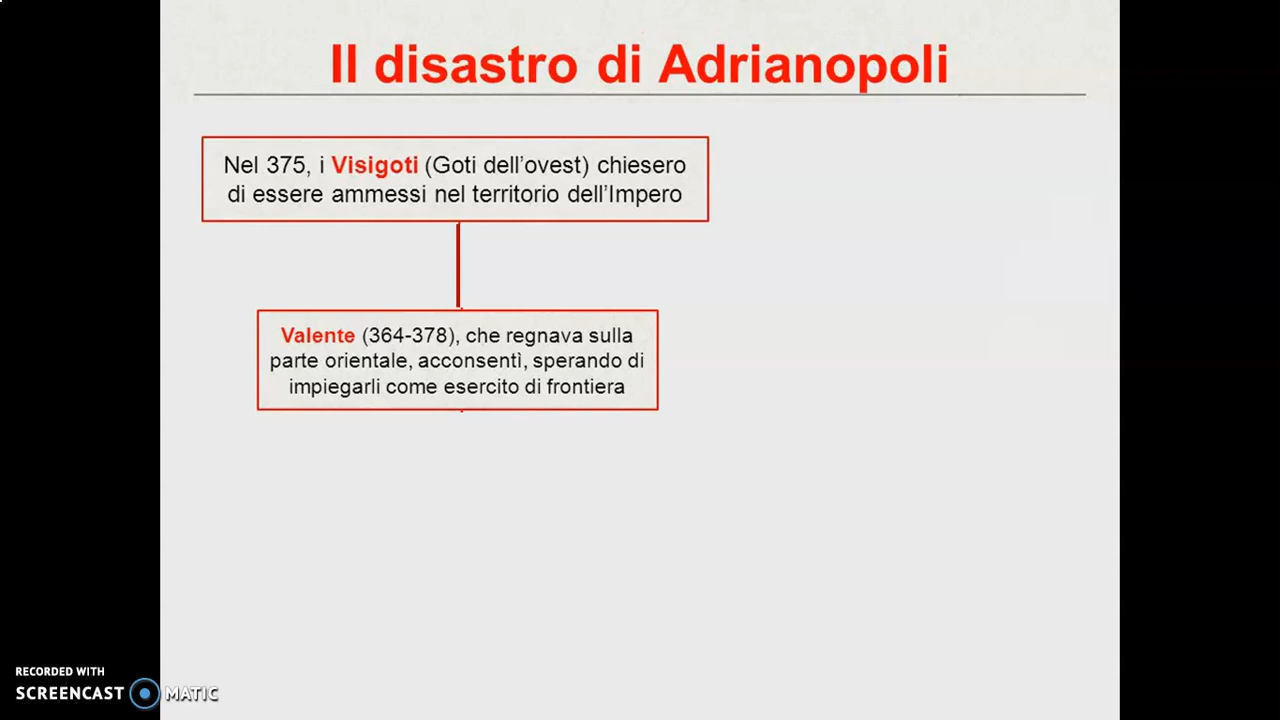 Il disastro di Adrianopoli
Nel 375, i Visigoti (Goti dell’ovest) chiesero
di essere ammessi nel territorio dell’Impero
Valente (364-378), che regnava sulla
parte orientale, acconsentì, sperando di
impiegarli come esercito di frontiera
RECORDED WITH
SCREENCAST MATIC